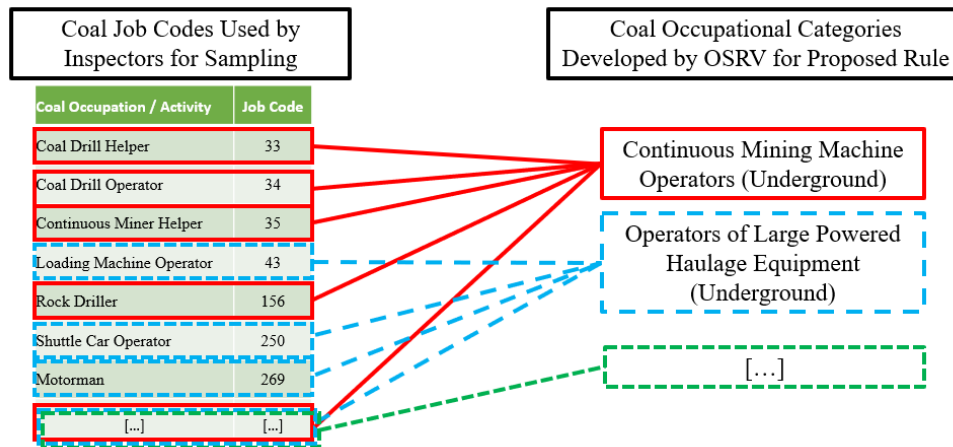 Coal Job Codes Used by
Inspectors for Sampling
Coal Occupational Categories
Developed by OSRV for Proposed Rule
Coal Occupation / Activity Job Code
Coal Drill Helper 33
Coal Drill Operator 34
Continuous Miner Helper 35
Loading Machine Operator 43
Rock Driller 156
Shuttle Car Operator 250
Motorman 269
[...] [...]
Continuous Mining Machine
Operators (Underground)
Operators of Large Powered
Haulage Equipment
(Underground)
[...]